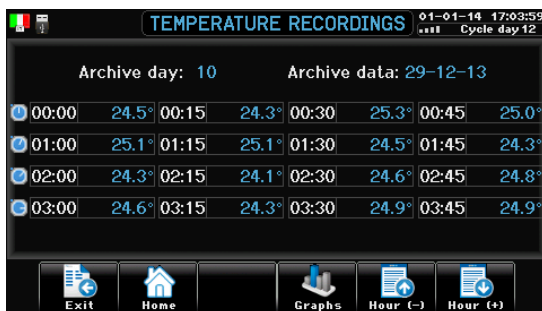 TEMPERATURE RECORDINGS 01-01-14 17:03:59
Cycle day 12
Archive day: 10 Archive data: 29-12-13
00:00 24.5° 00:15 24.3° 00:30 25.3° 00:45 25.0°
01:00 25.1° 01:15 25.1° 01:30 24.5° 01:45 24.3°
02:00 24.3° 02:15 24.1° 02:30 24.6° 02:45 24.8°
03:00 24.6° 03:15 24.3° 03:30 24.9° 03:45 24.9°
Exit Home Graphs Hour (-) Hour (+)